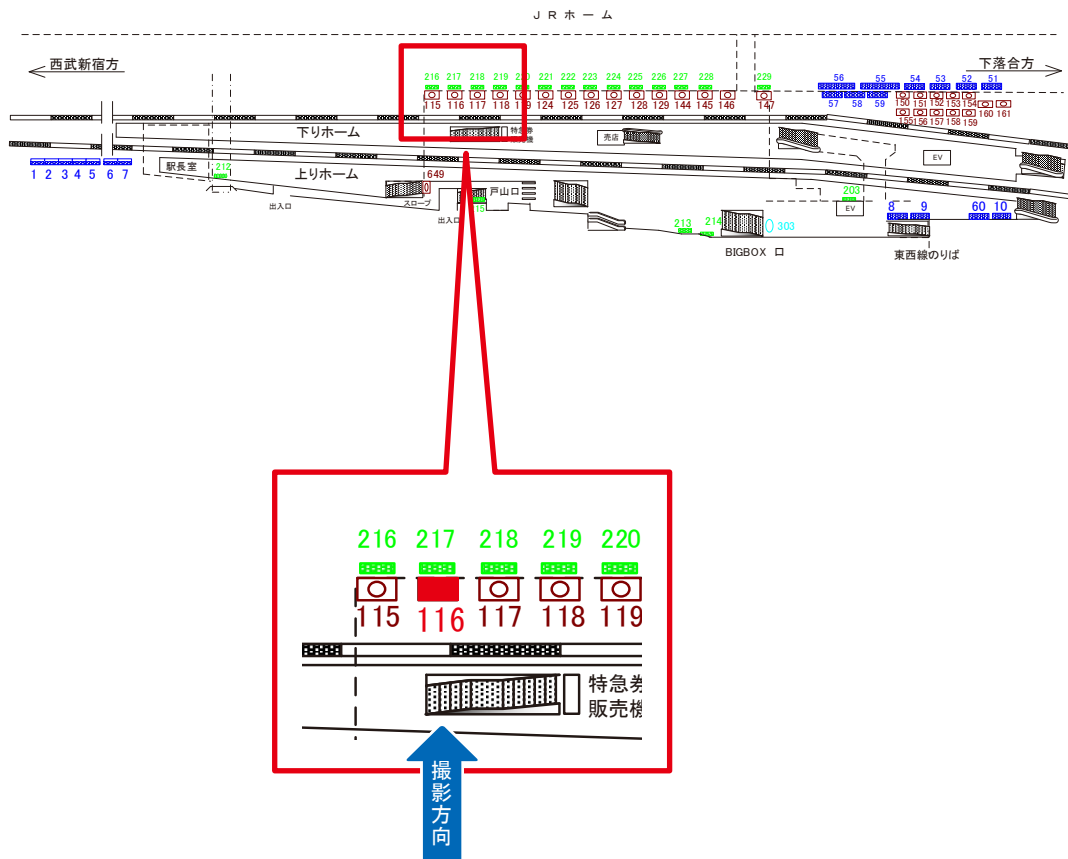 JRホーム
西武新宿方
下落合方
216 217 218 219 220 221 222 223 224 225 226 227 228 229
115 116 117 118 119 124 125 126 127 128 129 144 145 146 147
56 55 54 53 52 51
57 58 59
150 151 152 153 154
155 156 157 158 159 160 161
下りホーム
特急券
売店
EV
駅長室
212
上りホーム
649
戸山口
203
EV
1 2 3 4 5 6 7
出入口
スロープ
出入口
213 214
303
8 9 60 10
BIGBOX 口
東西線のりば
216 217 218 219 220
115 116 117 118 119
特急券
販売機
撮影方向